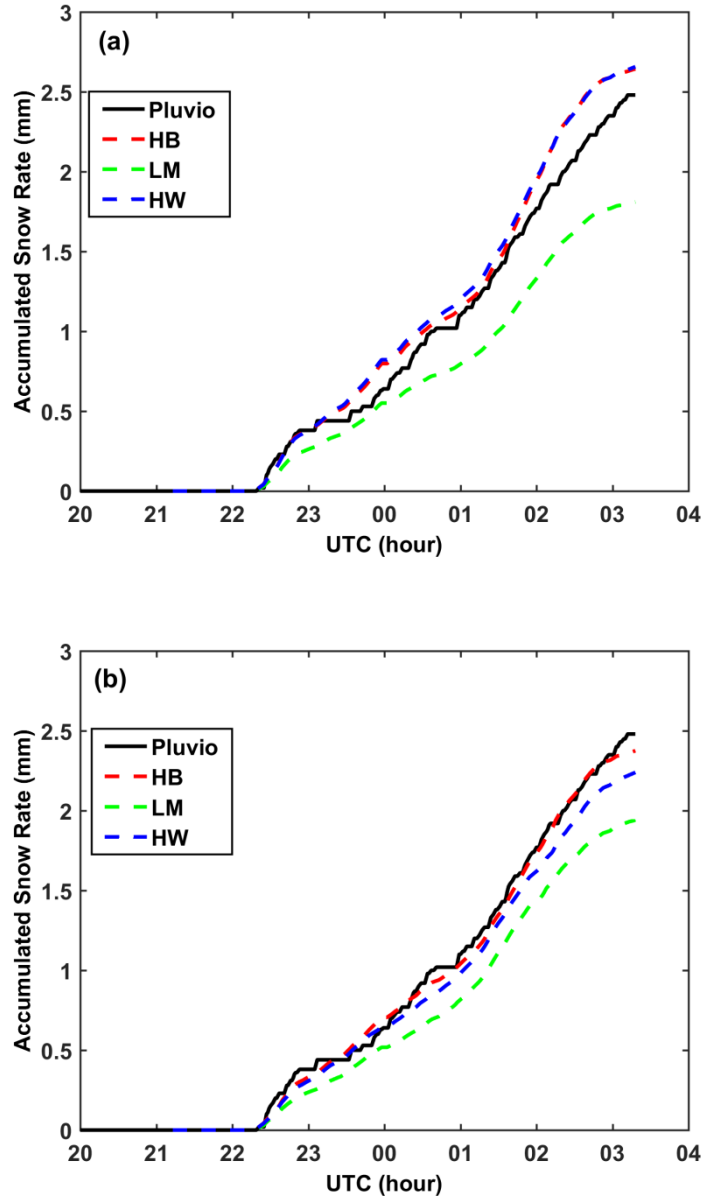 (a)
3
2.5
2
1.5
1
0.5
0
Accumulated Snow Rate (mm)
Pluvio
HB
LM
HW
20 21 22 23 00 01 02 03 04
UTC (hour)
(b)
3
2.5
2
1.5
1
0.5
0
Accumulated Snow Rate (mm)
Pluvio
HB
LM
HW
20 21 22 23 00 01 02 03 04
UTC (hour)